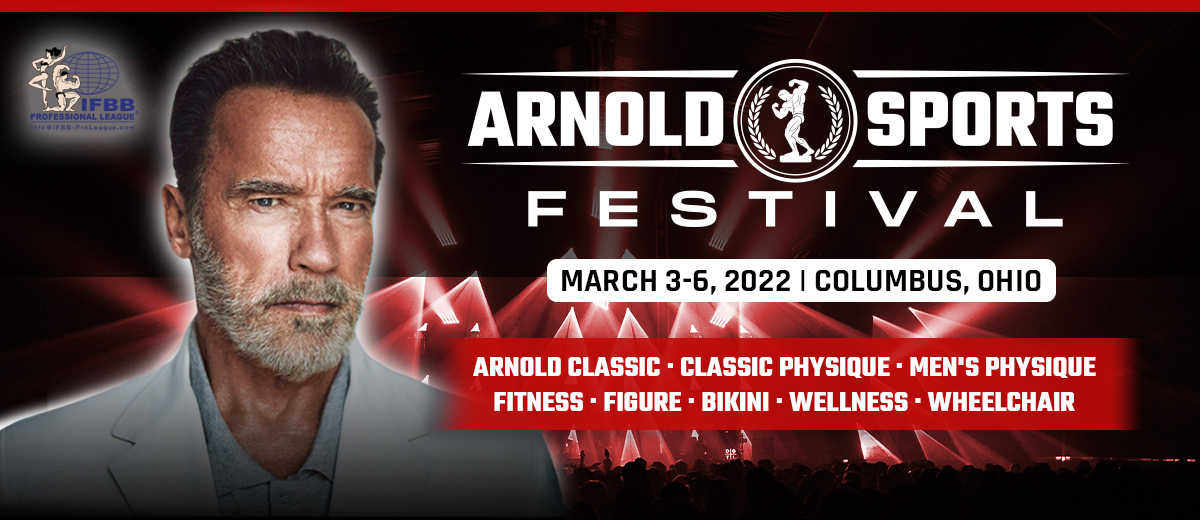 IFBB
PROFESSIONAL LEAGUE
ARNOLD SPORTS
FESTIVAL
MARCH 3-6, 2022 | COLUMBUS, OHIO
ARNOLD CLASSIC · CLASSIC PHYSIQUE · MEN'S PHYSIQUE
FITNESS · FIGURE · BIKINI · WELLNESS · WHEELCHAIR